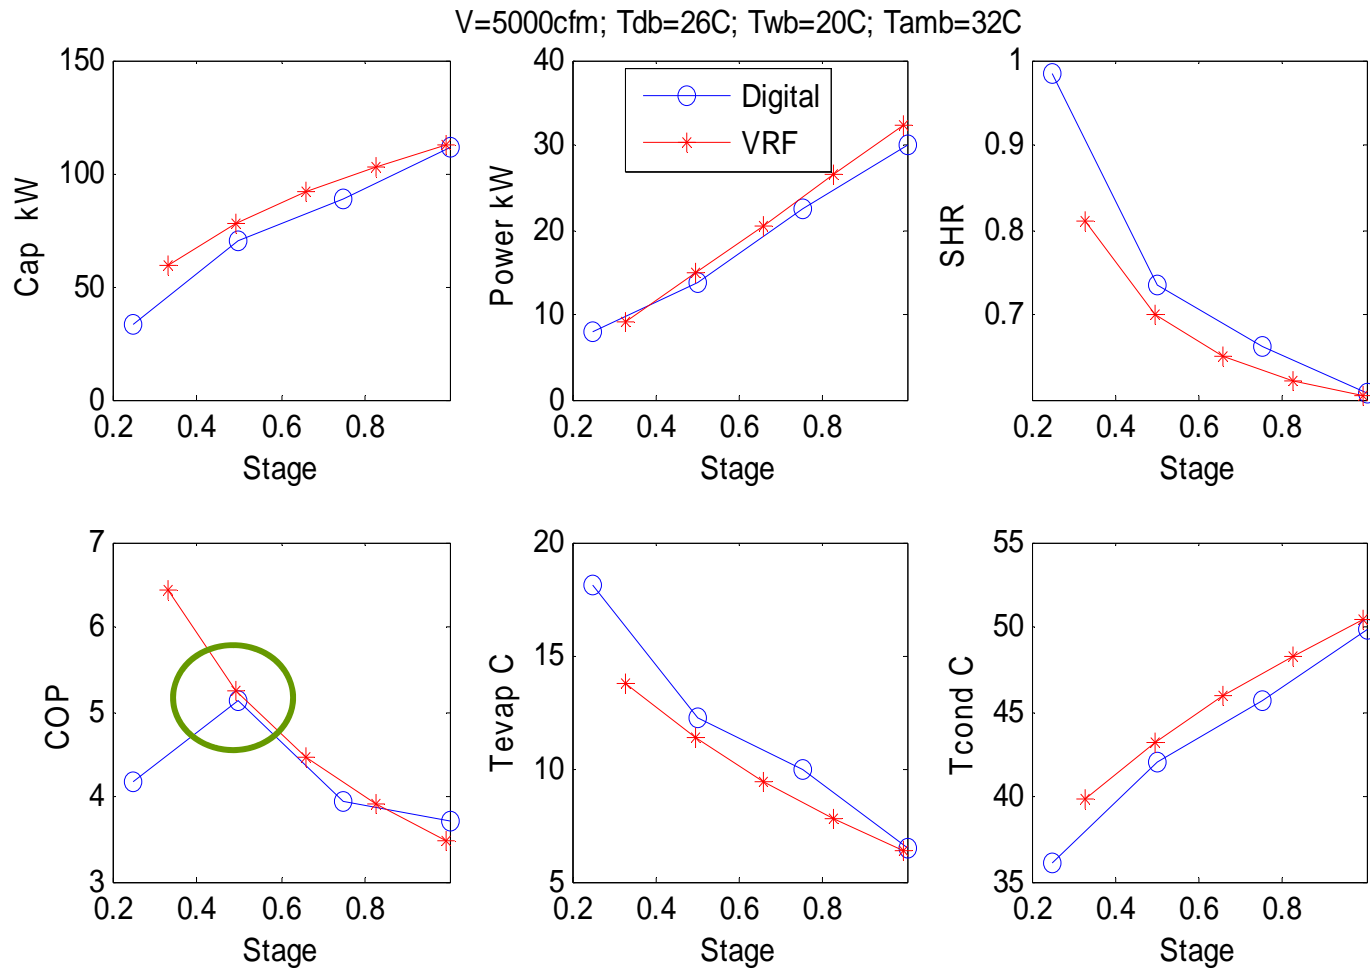 V=5000cfm; Tdb=26C; Twb=20C; Tamb=32C
150
100
50
0
Cap kW
0.2 0.4 0.6 0.8
Stage
40
30
20
10
0
Power kW
Digital
VRF
0.2 0.4 0.6 0.8
Stage
1
0.9
0.8
0.7
SHR
0.2 0.4 0.6 0.8
Stage
7
6
5
4
3
COP
0.2 0.4 0.6 0.8
Stage
20
15
10
5
Tevap C
0.2 0.4 0.6 0.8
Stage
55
50
45
40
35
Tcond C
0.2 0.4 0.6 0.8
Stage